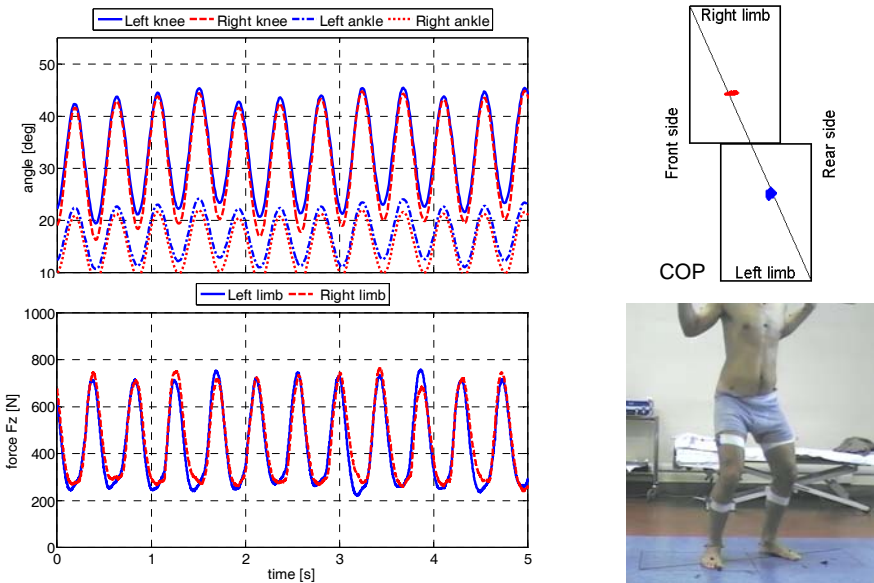 Left knee Right knee Left ankle Right ankle
50
40
30
20
10
angle [deg]
Left limb Right limb
1000
800
600
400
200
0
force Fz [N]
0 1 2 3 4 5
time [s]
Right limb
Front side
Rear side
COP
Left limb